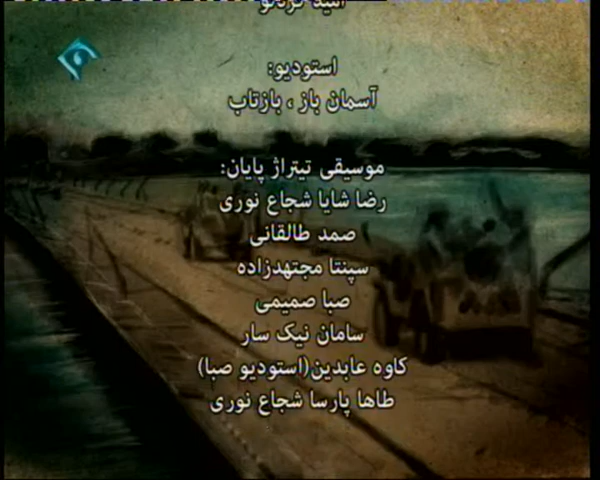 استودیو:
آسمان باز ، بازتاب
موسیقی تیتراژ پایان:
رضا شایا شجاع نوری
صمد طالقانی
سپنتا مجتهدزاده
صبا صمیمی
سامان نیک سار
کاوه عابدین(استودیو صبا)
طاها پارسا شجاع نوری